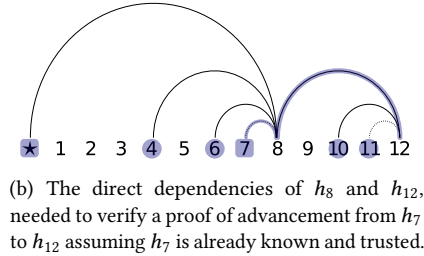 ★ 1 2 3 4 5 6 7 8 9 10 11 12
(b) The direct dependencies of h8 and h12,
needed to verify a proof of advancement from h7
to h12 assuming h7 is already known and trusted.